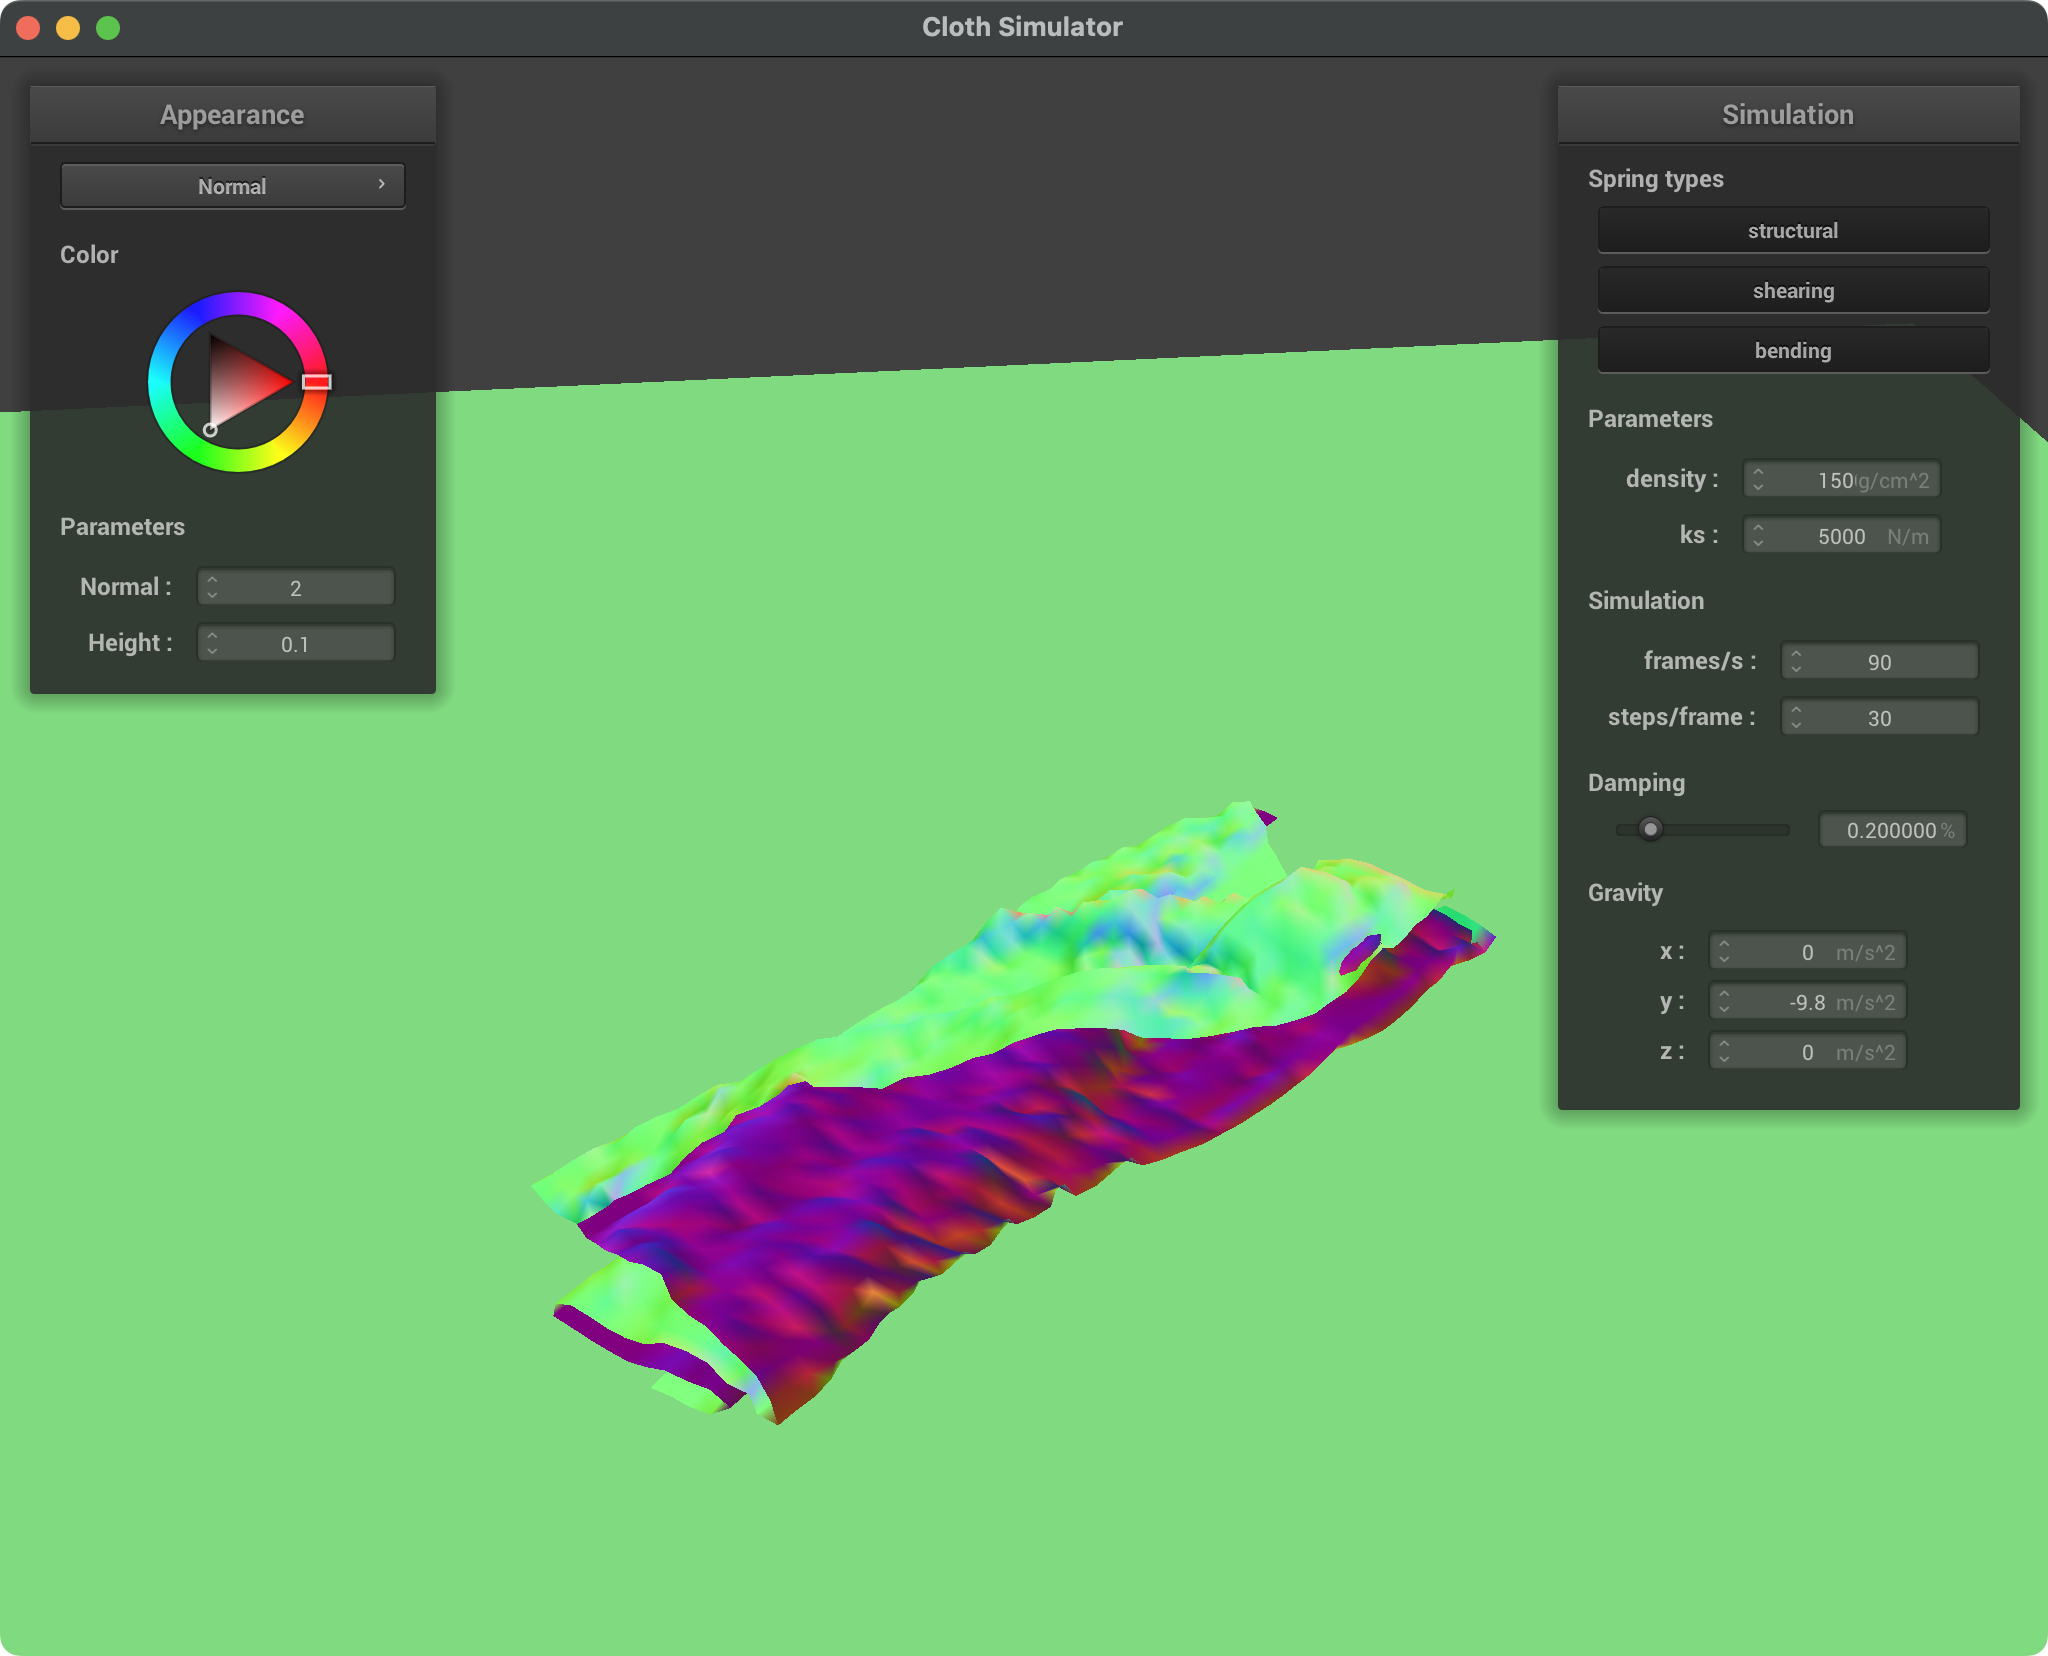 Cloth Simulator
Appearance
Normal
Color
Parameters
Normal : 2
Height : 0.1
Simulation
Spring types
structural
shearing
bending
Parameters
density : 150 g/cm^2
ks : 5000 N/m
Simulation
frames/s : 90
steps/frame : 30
Damping
0.200000 %
Gravity
x : 0 m/s^2
y : -9.8 m/s^2
z : 0 m/s^2